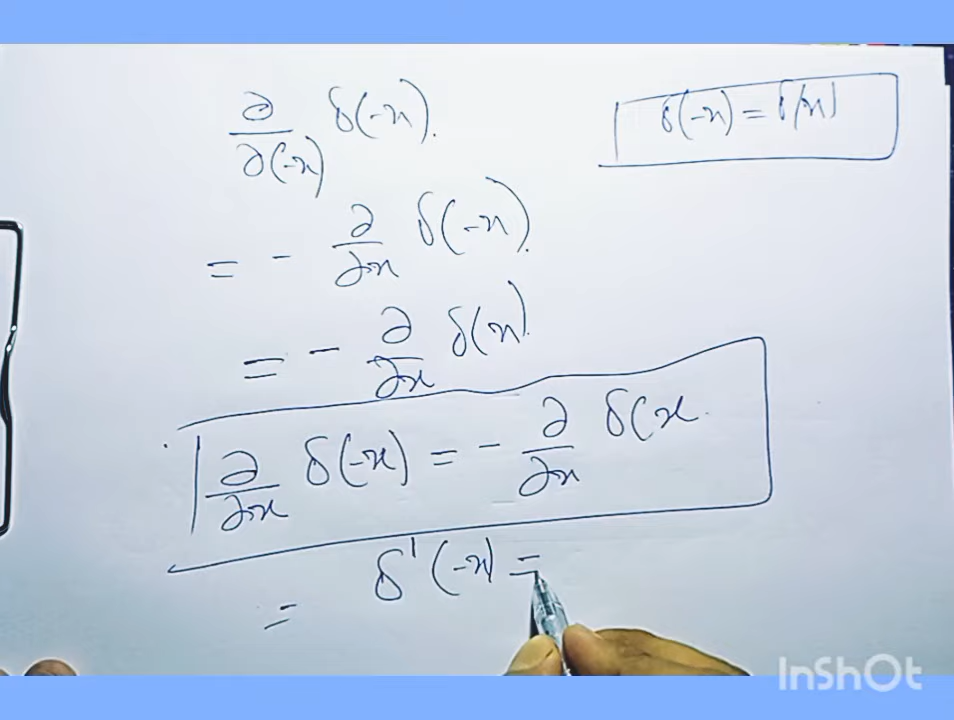 ∂/∂(-x) δ(-x).
δ(-x) = δ(x)
= - ∂/∂x δ(-x).
= - ∂/∂x δ(x).
∂/∂x δ(-x) = - ∂/∂x δ(x.
= δ'(-x) =
InShOt